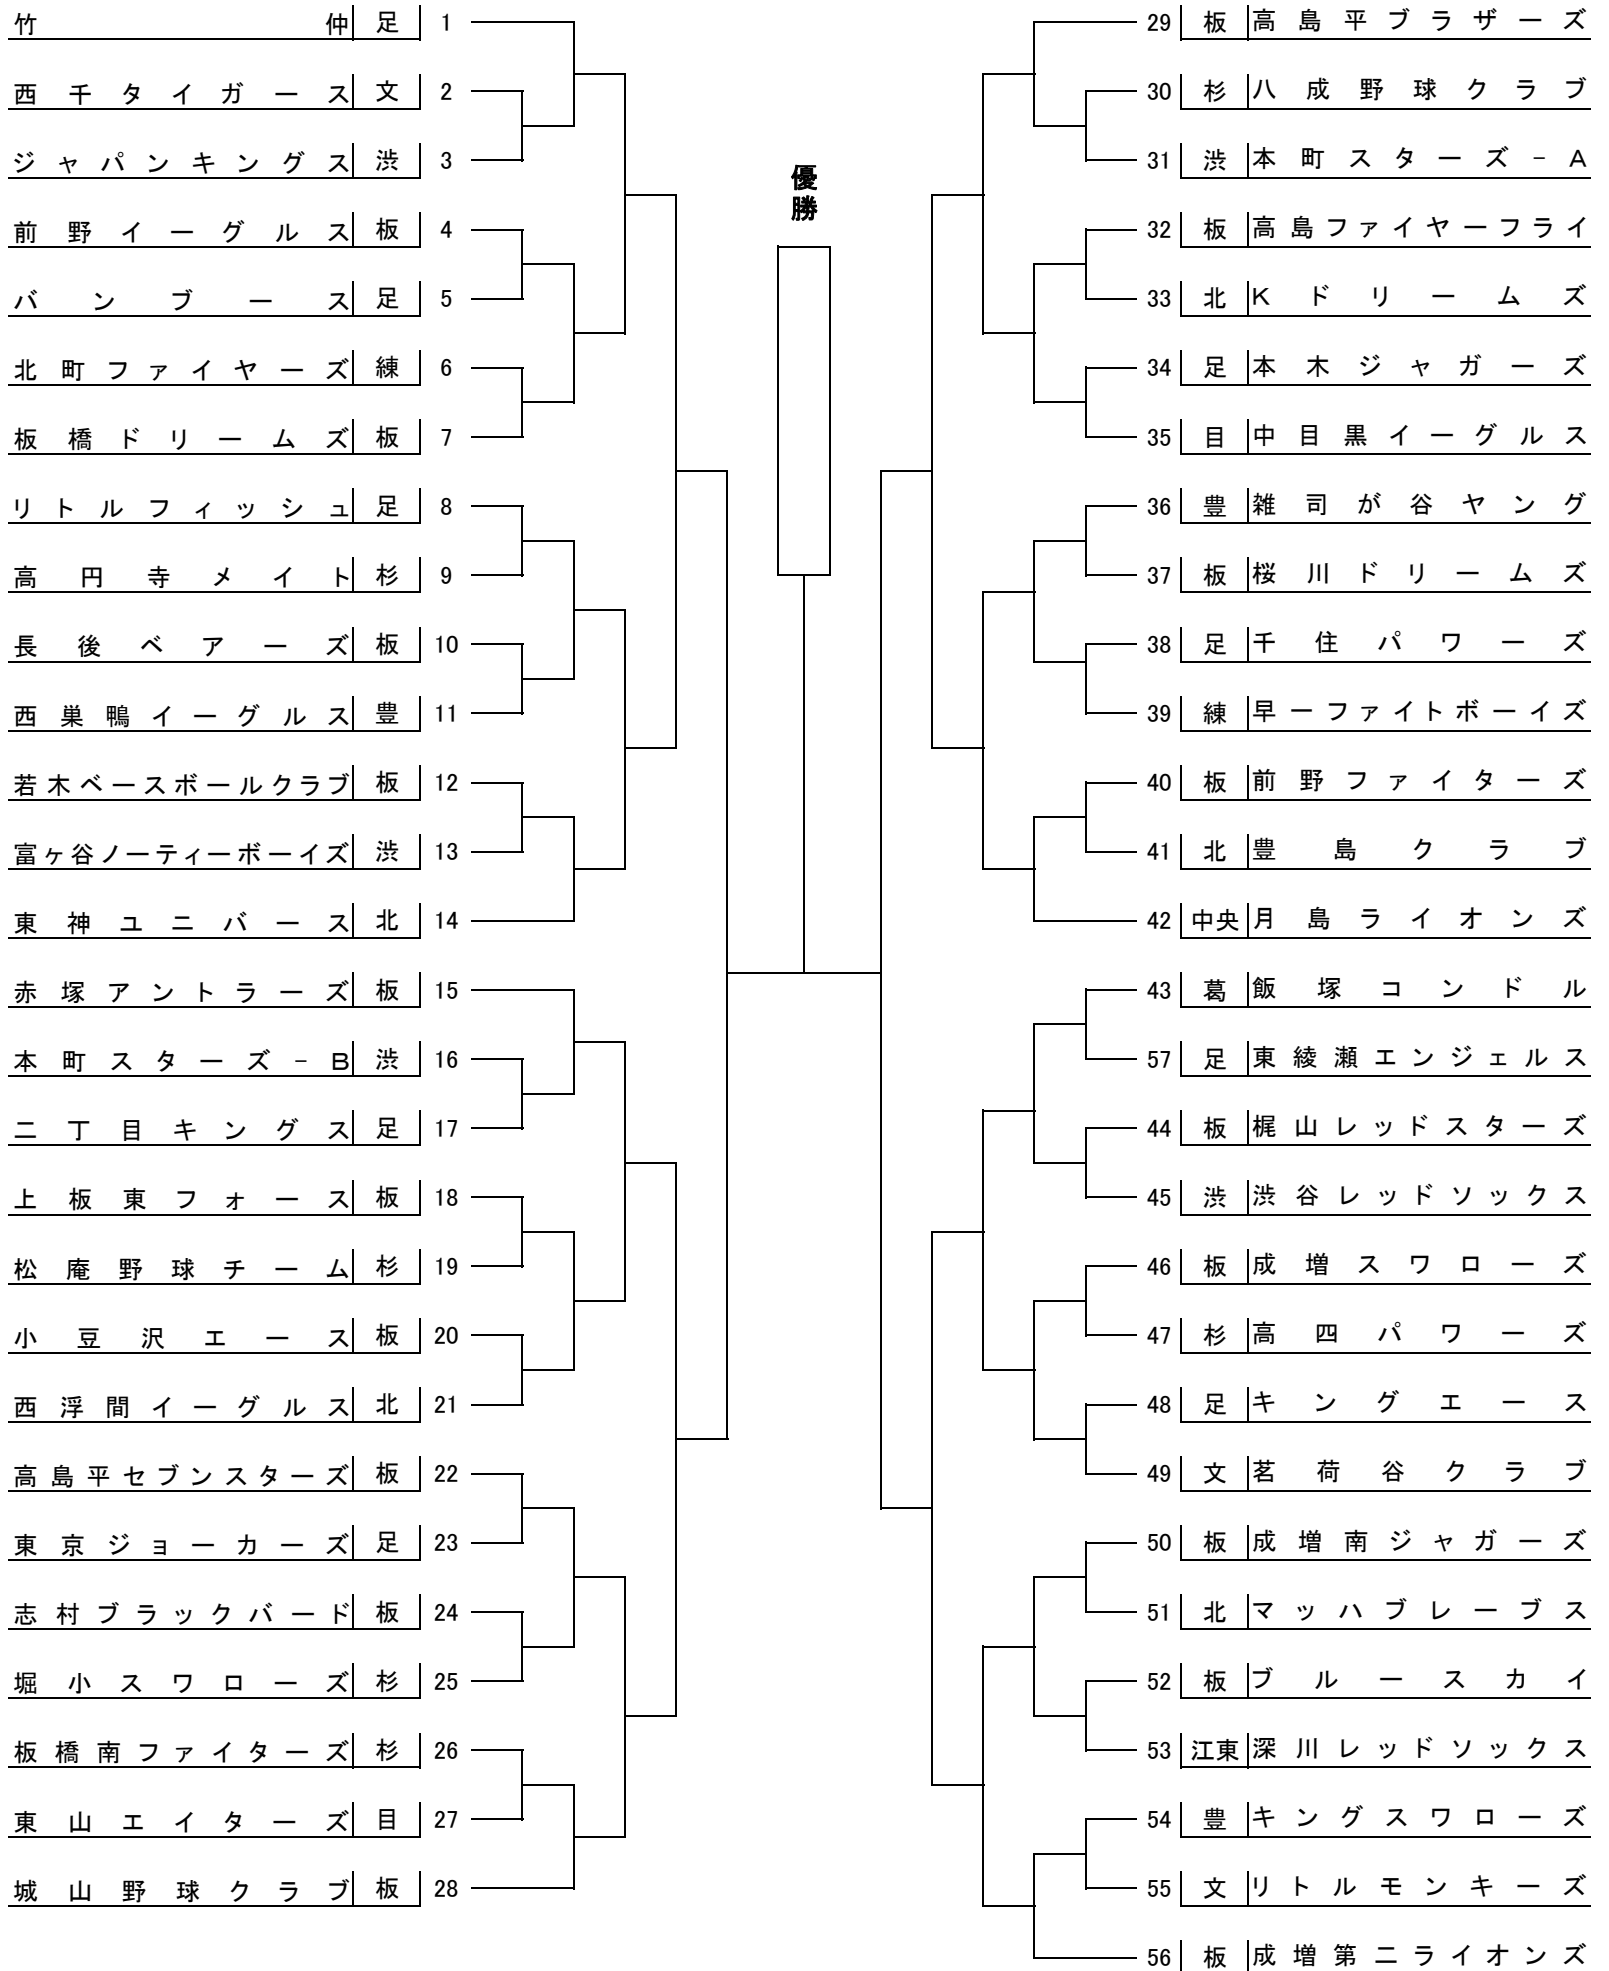 竹仲 足 1
西千タイガース 文 2
ジャパンキングス 渋 3
前野イーグルス 板 4
バンブース 足 5
北町ファイヤーズ 練 6
板橋ドリームズ 板 7
リトルフィッシュ 足 8
高円寺メイト 杉 9
長後ベアーズ 板 10
西巣鴨イーグルス 豊 11
若木ベースボールクラブ 板 12
富ヶ谷ノーティーボーイズ 渋 13
東神ユニバース 北 14
赤塚アントラーズ 板 15
本町スターズ-B 渋 16
二丁目キングス 足 17
上板東フォース 板 18
松庵野球チーム 杉 19
小豆沢エース 板 20
西浮間イーグルス 北 21
高島平セブンスターズ 板 22
東京ジョーカーズ 足 23
志村ブラックバード 板 24
堀小スワローズ 杉 25
板橋南ファイターズ 杉 26
東山エイターズ 目 27
城山野球クラブ 板 28
優勝
29 板 高島平ブラザーズ
30 杉 八成野球クラブ
31 渋 本町スターズ-A
32 板 高島ファイヤーフライ
33 北 Kドリームズ
34 足 本木ジャガーズ
35 目 中目黒イーグルス
36 豊 雑司が谷ヤング
37 板 桜川ドリームズ
38 足 千住パワーズ
39 練 早一ファイトボーイズ
40 板 前野ファイターズ
41 北 豊島クラブ
42 中央 月島ライオンズ
43 葛 飯塚コンドル
57 足 東綾瀬エンジェルス
44 板 梶山レッドスターズ
45 渋 渋谷レッドソックス
46 板 成増スワローズ
47 杉 高四パワーズ
48 足 キングエース
49 文 茗荷谷クラブ
50 板 成増南ジャガーズ
51 北 マッハブレーブス
52 板 ブルースカイ
53 江東 深川レッドソックス
54 豊 キングスワローズ
55 文 リトルモンキーズ
56 板 成増第二ライオンズ